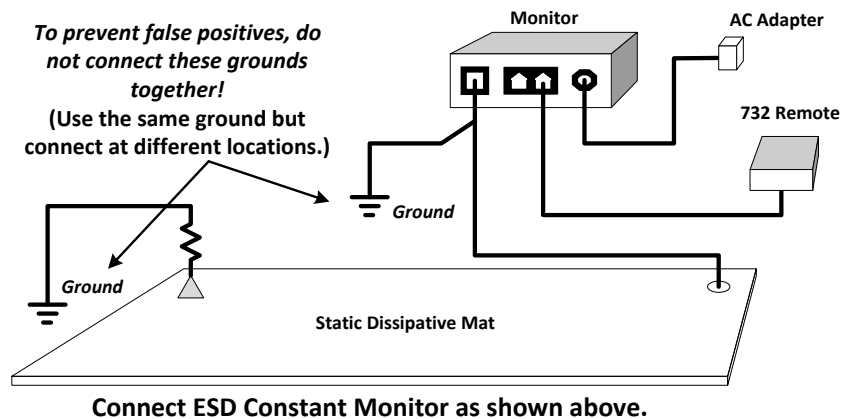 To prevent false positives, do
not connect these grounds
together!
(Use the same ground but
connect at different locations.)
Monitor
AC Adapter
732 Remote
Ground
Ground
Static Dissipative Mat
Connect ESD Constant Monitor as shown above.